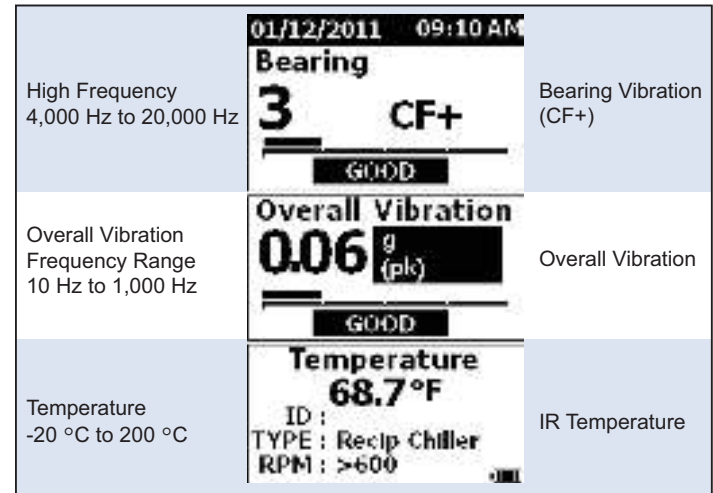 High Frequency
4,000 Hz to 20,000 Hz
01/12/2011 09:10 AM
Bearing
3 CF+
GOOD
Bearing Vibration
(CF+)
Overall Vibration
Frequency Range
10 Hz to 1,000 Hz
Overall Vibration
0.06 g
(pk)
GOOD
Overall Vibration
Temperature
-20 °C to 200 °C
Temperature
68.7°F
ID :
TYPE : Recip Chiller
RPM : >600
IR Temperature